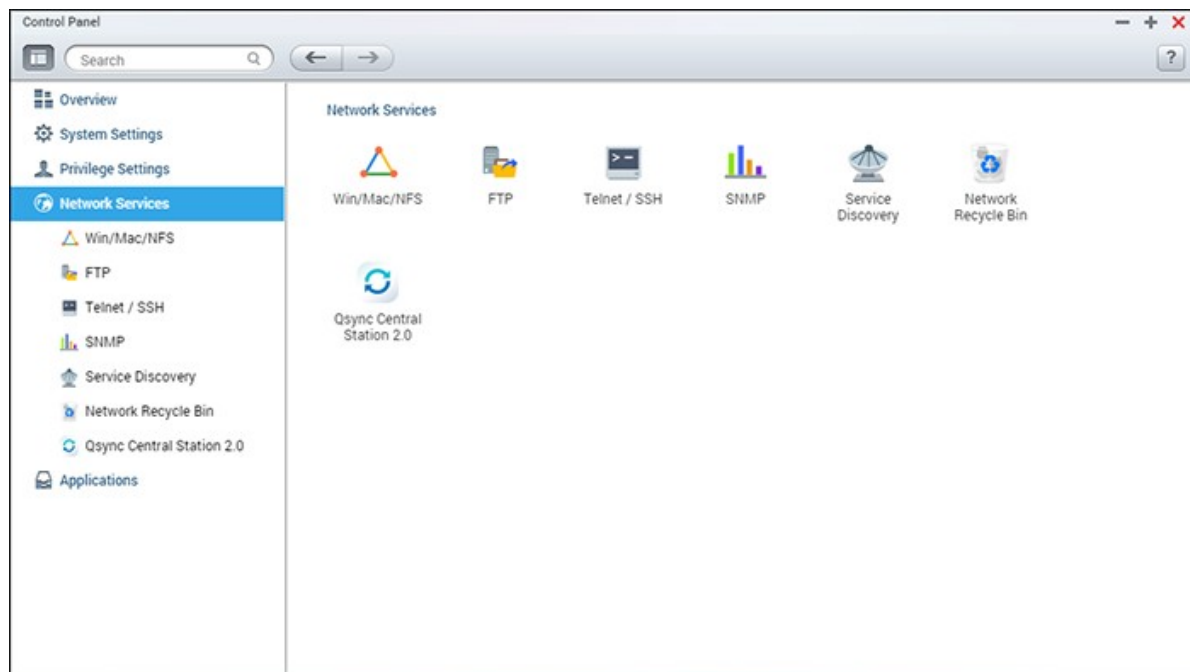 Control Panel
Search
?
Overview
System Settings
Privilege Settings
Network Services
Win/Mac/NFS
FTP
Telnet / SSH
SNMP
Service Discovery
Network Recycle Bin
Qsync Central Station 2.0
Applications
Network Services
Win/Mac/NFS
FTP
Telnet / SSH
SNMP
Service
Discovery
Network
Recycle Bin
Qsync Central
Station 2.0